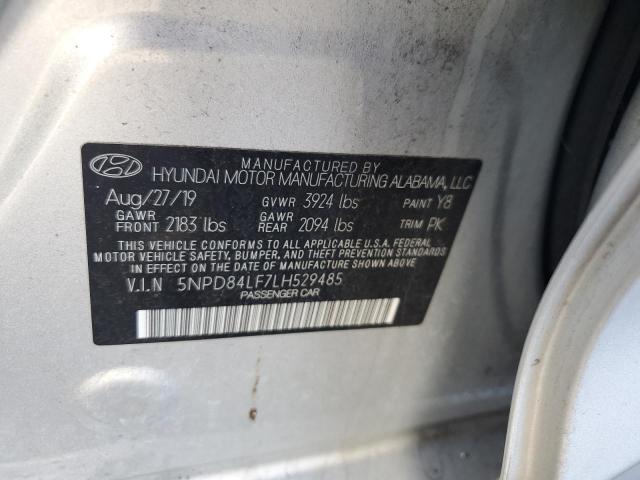 MANUFACTURED BY
HYUNDAI MOTOR MANUFACTURING ALABAMA, LLC
Aug/27/19 GVWR 3924 lbs PAINT Y8
GAWR FRONT 2183 lbs GAWR REAR 2094 lbs TRIM PK
THIS VEHICLE CONFORMS TO ALL APPLICABLE U.S.A. FEDERAL
MOTOR VEHICLE SAFETY, BUMPER, AND THEFT PREVENTION STANDARDS
IN EFFECT ON THE DATE OF MANUFACTURE SHOWN ABOVE.
V.I.N 5NPD84LF7LH529485
PASSENGER CAR